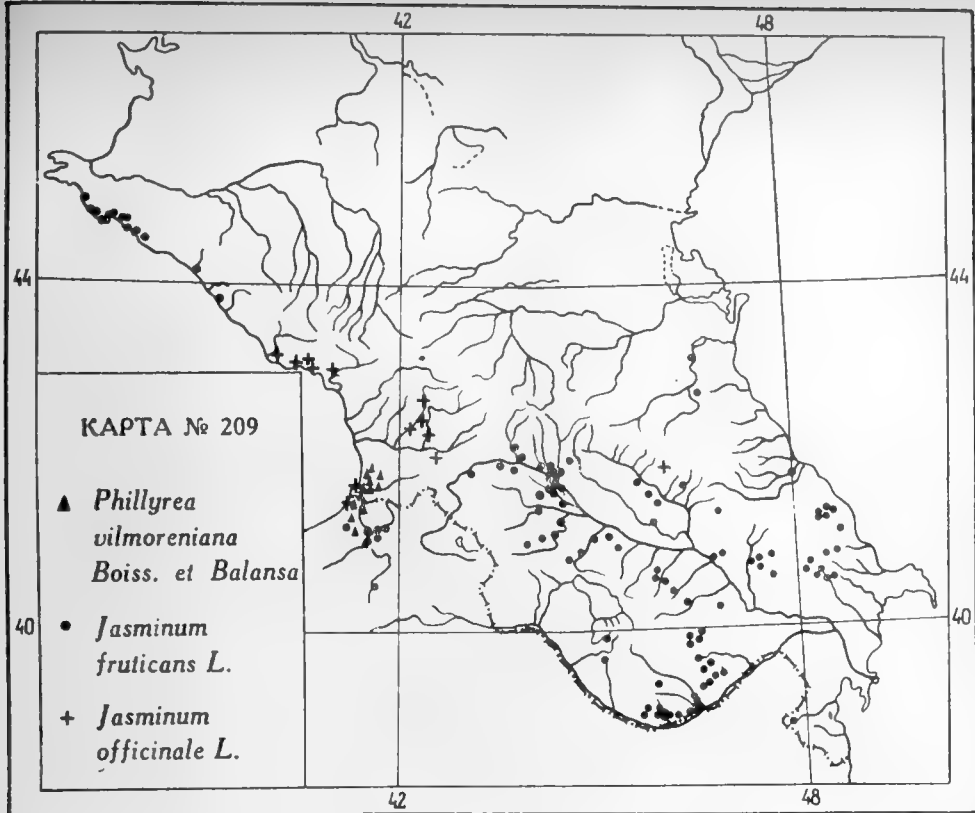 42 48
44 44
КАРТА № 209
Phillyrea
vilmoreniana
Boiss. et Balansa
Jasminum
fruticans L.
Jasminum
officinale L.
40 40
42 48